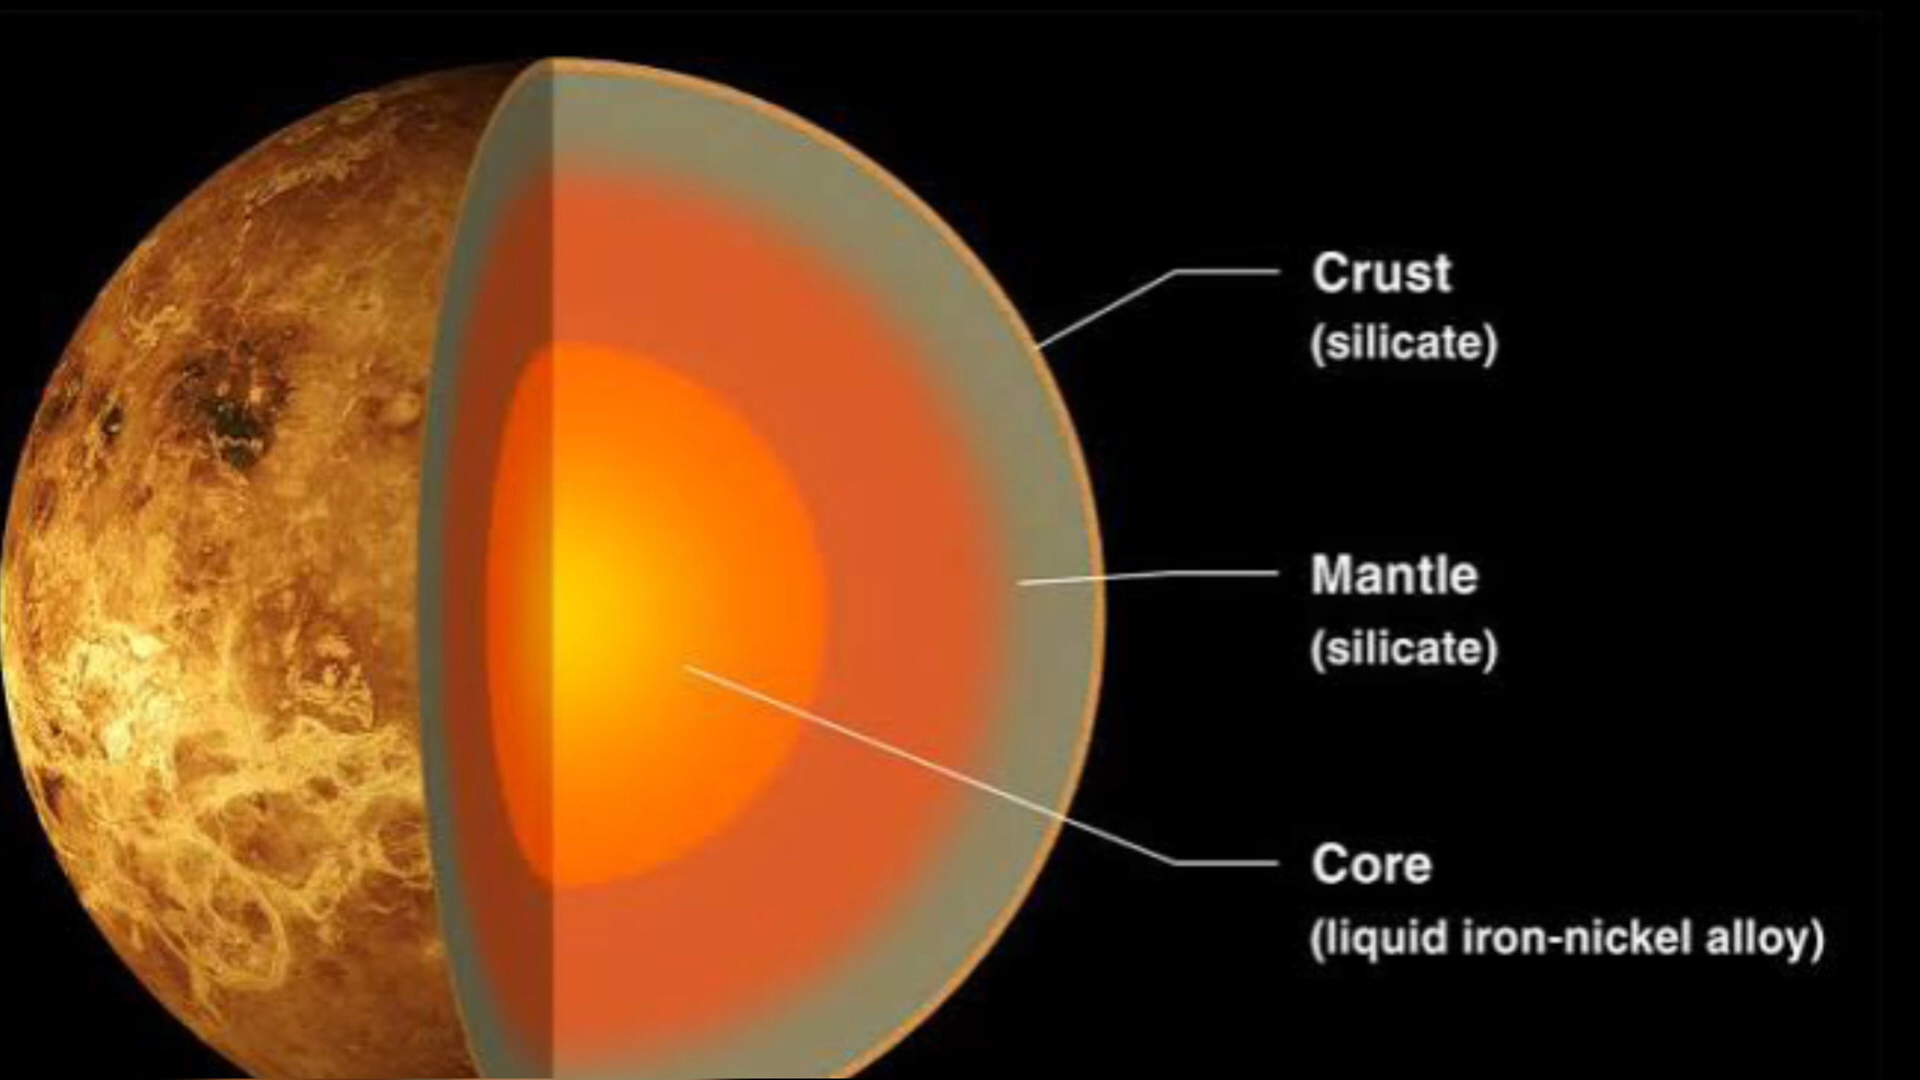 Crust
(silicate)
Mantle
(silicate)
Core
(liquid iron-nickel alloy)